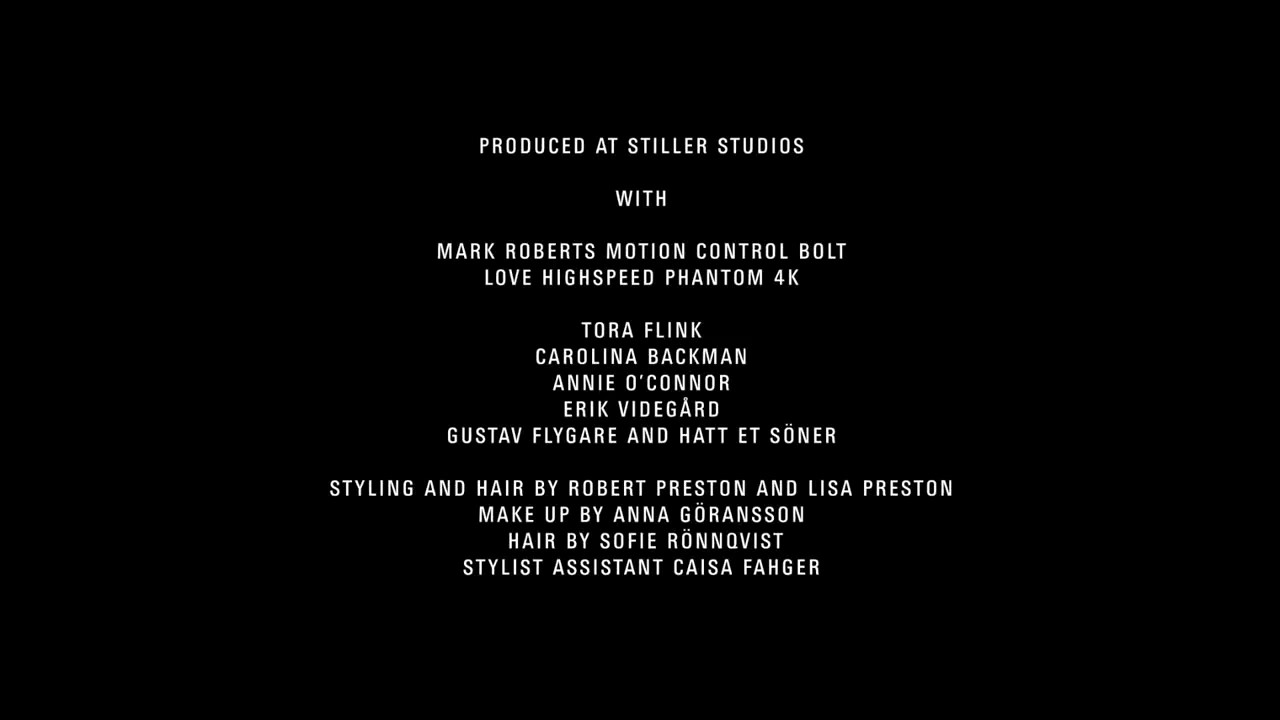 PRODUCED AT STILLER STUDIOS
WITH
MARK ROBERTS MOTION CONTROL BOLT
LOVE HIGHSPEED PHANTOM 4K
TORA FLINK
CAROLINA BACKMAN
ANNIE O'CONNOR
ERIK VIDEGÅRD
GUSTAV FLYGARE AND HATT ET SÖNER
STYLING AND HAIR BY ROBERT PRESTON AND LISA PRESTON
MAKE UP BY ANNA GÖRANSSON
HAIR BY SOFIE RÖNNQVIST
STYLIST ASSISTANT CAISA FAHGER